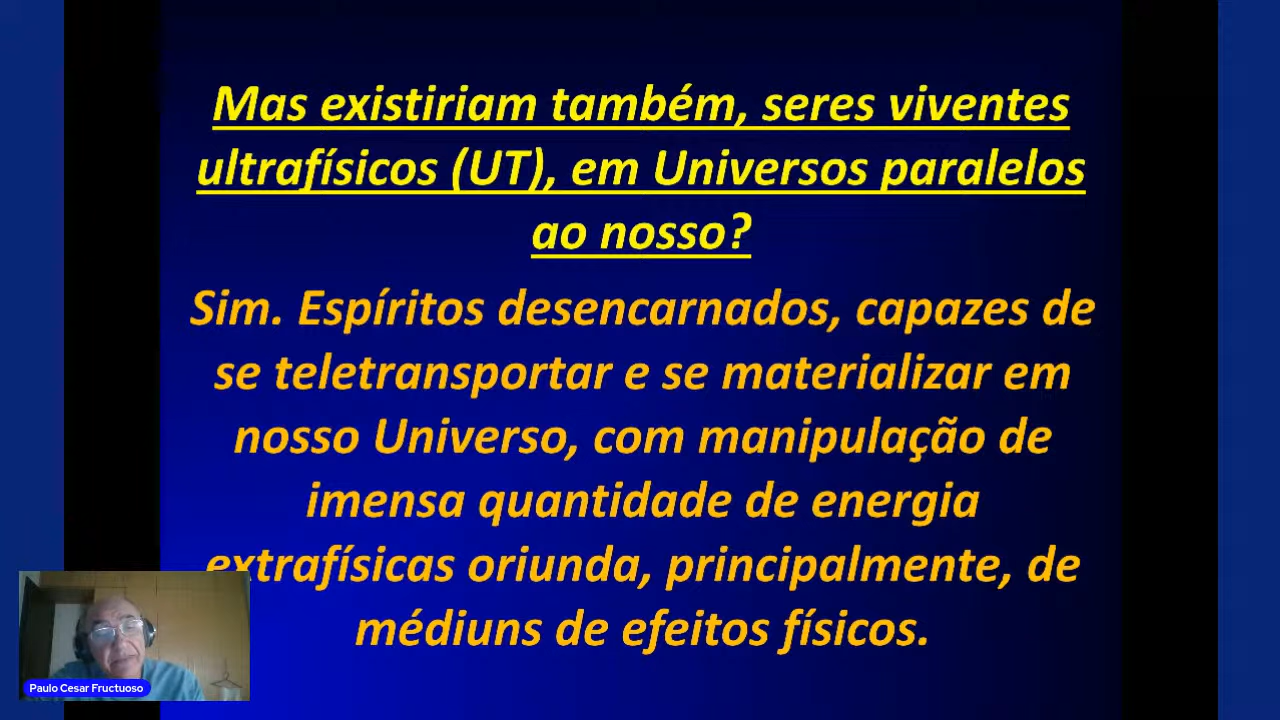 Mas existiriam também, seres viventes
ultrafísicos (UT), em Universos paralelos
ao nosso?
Sim. Espíritos desencarnados, capazes de
se teletransportar e se materializar em
nosso Universo, com manipulação de
imensa quantidade de energia
extrafísicas oriunda, principalmente, de
médiuns de efeitos físicos.
Paulo Cesar Fructuoso